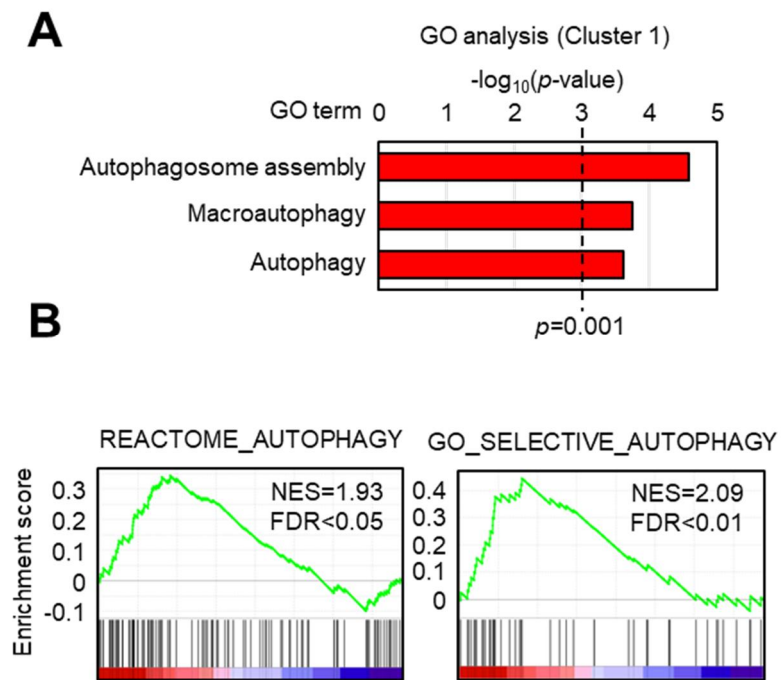 A
GO analysis (Cluster 1)
-log₁₀(p-value)
GO term 0 1 2 3 4 5
Autophagosome assembly
Macroautophagy
Autophagy
p=0.001
B
REACTOME_AUTOPHAGY
GO_SELECTIVE_AUTOPHAGY
Enrichment score
0.3
0.2
0.1
0
-0.1
NES=1.93
FDR<0.05
0.4
0.3
0.2
0.1
0
NES=2.09
FDR<0.01